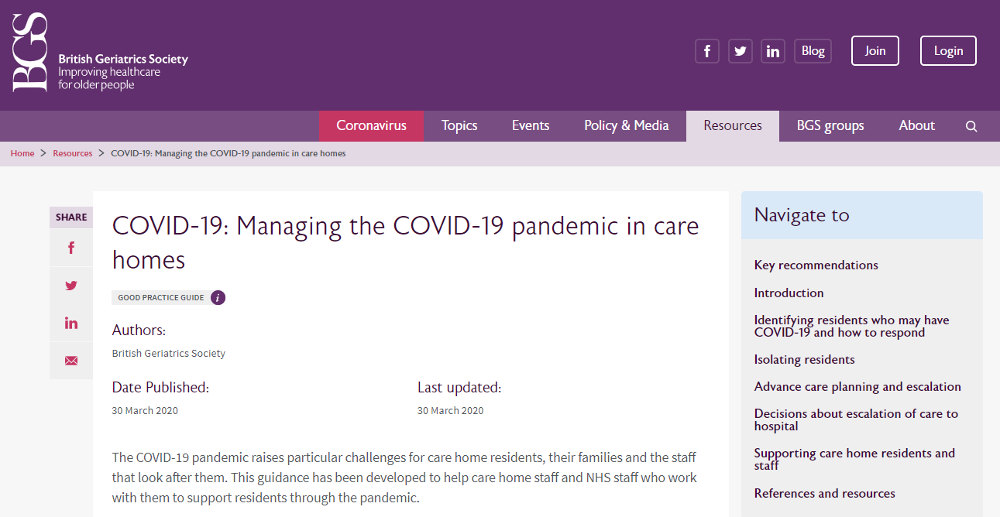 BGS
British Geriatrics Society
Improving healthcare
for older people
Blog
Join
Login
Coronavirus
Topics
Events
Policy & Media
Resources
BGS groups
About
Home > Resources > COVID-19: Managing the COVID-19 pandemic in care homes
SHARE
COVID-19: Managing the COVID-19 pandemic in care
homes
GOOD PRACTICE GUIDE
Authors:
British Geriatrics Society
Date Published:
30 March 2020
Last updated:
30 March 2020
The COVID-19 pandemic raises particular challenges for care home residents, their families and the staff
that look after them. This guidance has been developed to help care home staff and NHS staff who work
with them to support residents through the pandemic.
Navigate to
Key recommendations
Introduction
Identifying residents who may have
COVID-19 and how to respond
Isolating residents
Advance care planning and escalation
Decisions about escalation of care to
hospital
Supporting care home residents and
staff
References and resources